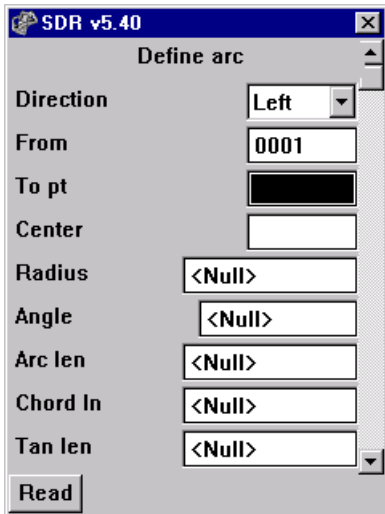 SDR v5.40
Define arc
Direction Left
From 0001
To pt
Center
Radius <Null>
Angle <Null>
Arc len <Null>
Chord ln <Null>
Tan len <Null>
Read